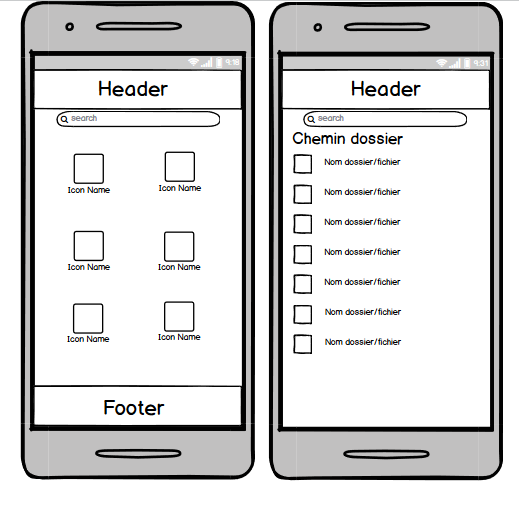 9:18
Header
search
Icon Name
Icon Name
Icon Name
Icon Name
Icon Name
Icon Name
Footer
9:31
Header
search
Chemin dossier
Nom dossier/fichier
Nom dossier/fichier
Nom dossier/fichier
Nom dossier/fichier
Nom dossier/fichier
Nom dossier/fichier
Nom dossier/fichier